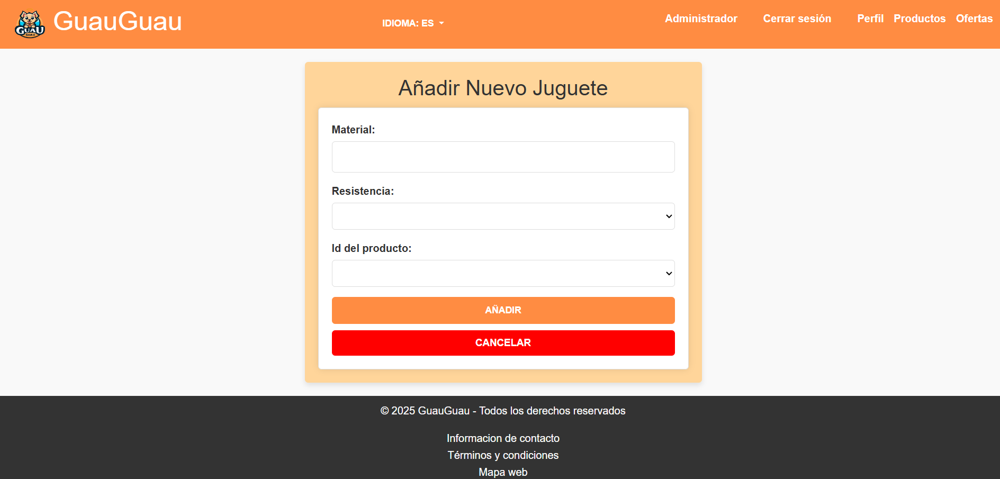 GUAU
GUAU
GuauGuau
IDIOMA: ES
Administrador
Cerrar sesión
Perfil
Productos
Ofertas
Añadir Nuevo Juguete
Material:
Resistencia:
Id del producto:
AÑADIR
CANCELAR
© 2025 GuauGuau - Todos los derechos reservados
Informacion de contacto
Términos y condiciones
Mapa web